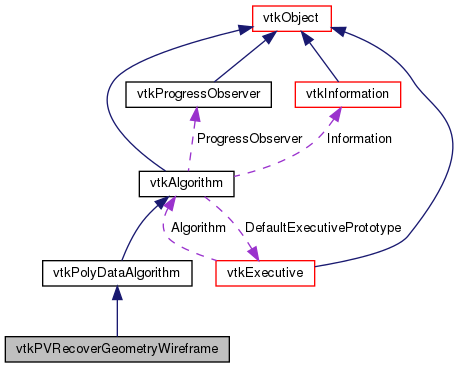 vtkObject
vtkProgressObserver
vtkInformation
ProgressObserver
Information
vtkAlgorithm
Algorithm
DefaultExecutivePrototype
vtkPolyDataAlgorithm
vtkExecutive
vtkPVRecoverGeometryWireframe